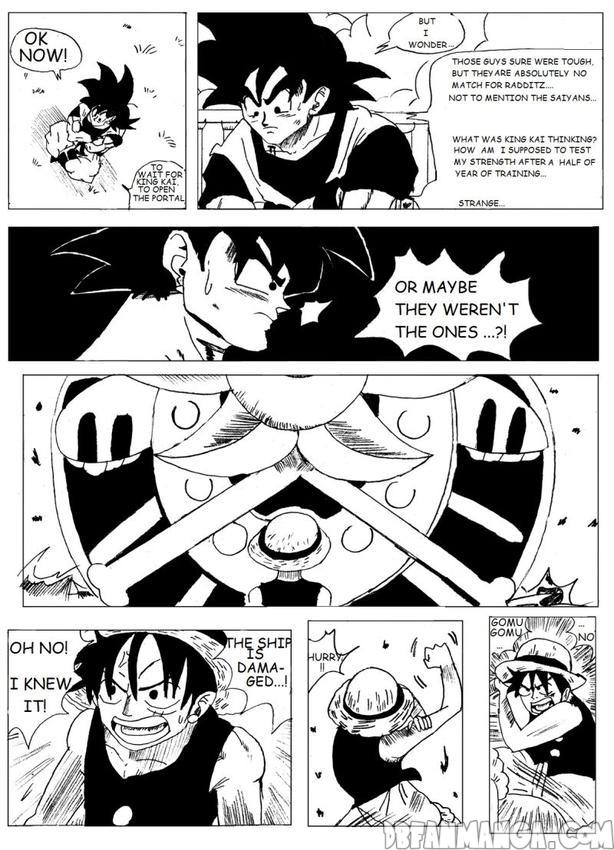 OK
NOW!
TO
WAIT FOR
KING KAI,
TO OPEN
THE PORTAL
BUT
I
WONDER...
THOSE GUYS SURE WERE TOUGH,
BUT THEY ARE ABSOLUTELY NO
MATCH FOR RADDITZ....
NOT TO MENTION THE SAIYANS...
WHAT WAS KING KAI THINKING?
HOW AM I SUPPOSED TO TEST
MY STRENGTH AFTER A HALF OF
YEAR OF TRAINING...
STRANGE...
OR MAYBE
THEY WEREN'T
THE ONES ...?!
OH NO!
I KNEW
IT!
THE SHIP
IS
DAMA-
GED...!
HURRY
!!
GOMU
GOMU
...
...
NO
DBFANMANGA.COM